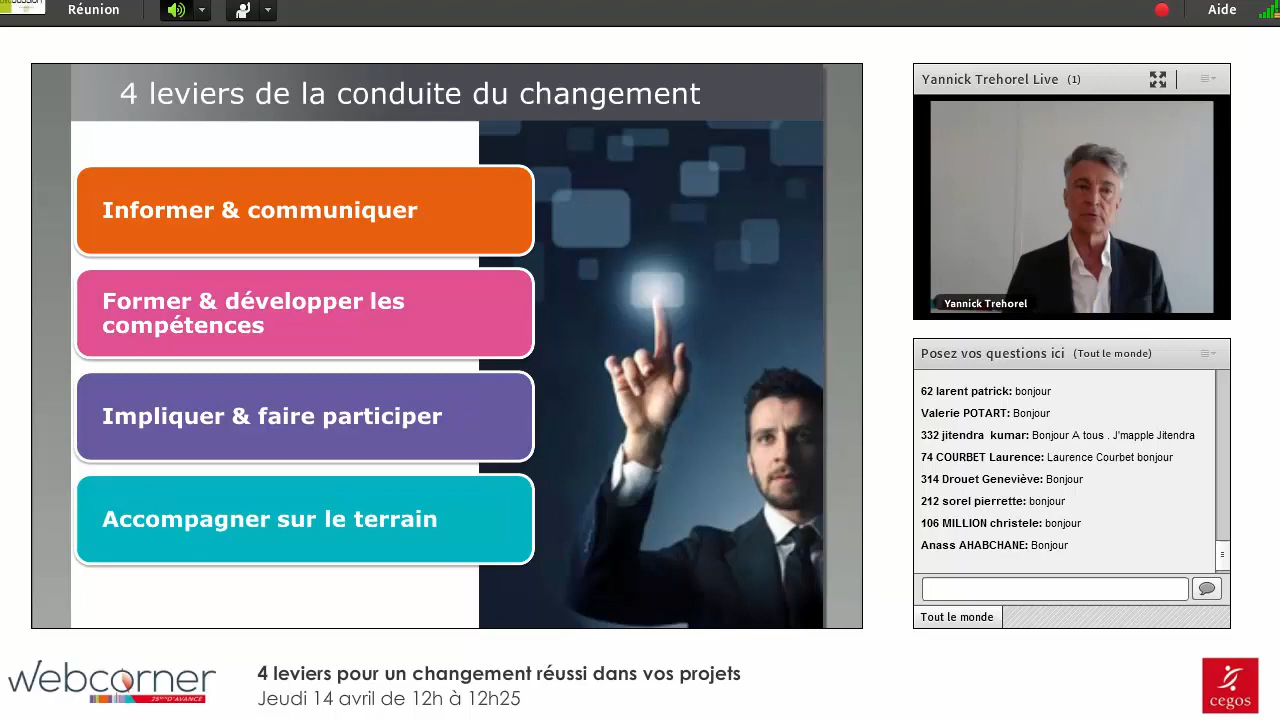 Réunion
Aide
4 leviers de la conduite du changement
Informer & communiquer
Former & développer les
compétences
Impliquer & faire participer
Accompagner sur le terrain
Yannick Trehorel Live (1)
Yannick Trehorel
Posez vos questions ici (Tout le monde)
62 larent patrick: bonjour
Valerie POTART: Bonjour
332 jitendra kumar: Bonjour A tous . J'mapple Jitendra
74 COURBET Laurence: Laurence Courbet bonjour
314 Drouet Geneviève: Bonjour
212 sorel pierrette: bonjour
106 MILLION christele: bonjour
Anass AHABCHANE: Bonjour
Tout le monde
webcorner
D'AVANCE
4 leviers pour un changement réussi dans vos projets
Jeudi 14 avril de 12h à 12h25
cegos